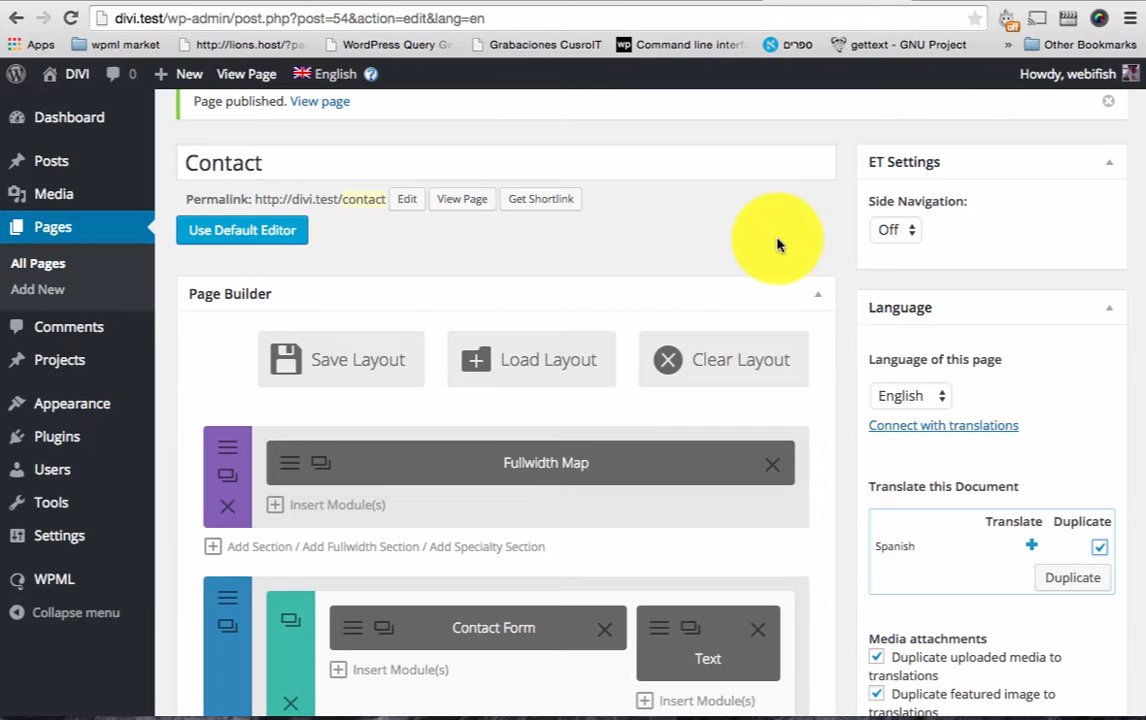 divi.test/wp-admin/post.php?post=54&action=edit&lang=en
Apps wpml market http://lions.host/?pa WordPress Query Ge Grabaciones CusroIT Command line interf ספרים gettext - GNU Project » Other Bookmarks
DIVI 0 New View Page English ? Howdy, webifish
Dashboard
Posts
Media
Pages
All Pages
Add New
Comments
Projects
Appearance
Plugins
Users
Tools
Settings
WPML
Collapse menu
Page published. View page
Contact
Permalink: http://divi.test/contact Edit View Page Get Shortlink
Use Default Editor
Page Builder
Save Layout Load Layout Clear Layout
Fullwidth Map
Insert Module(s)
Add Section / Add Fullwidth Section / Add Specialty Section
Contact Form
Insert Module(s)
Text
Insert Module(s)
ET Settings
Side Navigation:
Off
Language
Language of this page
English
Connect with translations
Translate this Document
Translate Duplicate
Spanish
Duplicate
Media attachments
Duplicate uploaded media to
translations
Duplicate featured image to
translations